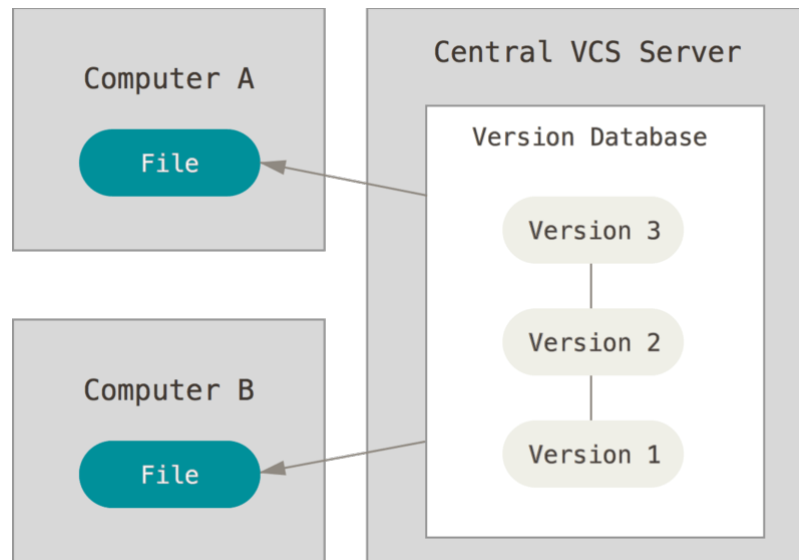 Computer A
File
Computer B
File
Central VCS Server
Version Database
Version 3
Version 2
Version 1